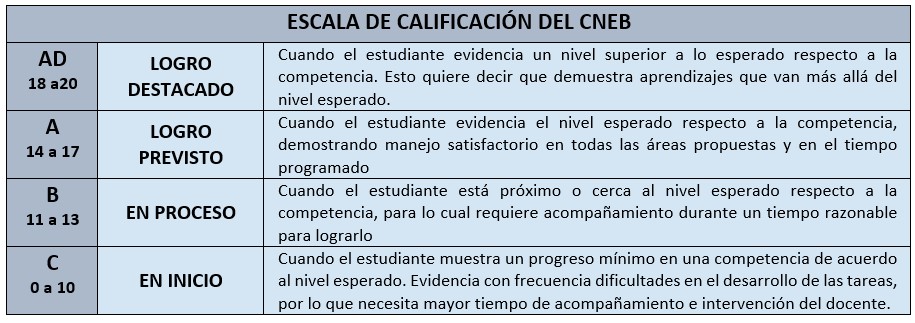 ESCALA DE CALIFICACIÓN DEL CNEB
AD
18 a20
LOGRO
DESTACADO
Cuando el estudiante evidencia un nivel superior a lo esperado respecto a la
competencia. Esto quiere decir que demuestra aprendizajes que van más allá del
nivel esperado.
A
14 a 17
LOGRO
PREVISTO
Cuando el estudiante evidencia el nivel esperado respecto a la competencia,
demostrando manejo satisfactorio en todas las áreas propuestas y en el tiempo
programado
B
11 a 13
EN PROCESO
Cuando el estudiante está próximo o cerca al nivel esperado respecto a la
competencia, para lo cual requiere acompañamiento durante un tiempo razonable
para lograrlo
C
0 a 10
EN INICIO
Cuando el estudiante muestra un progreso mínimo en una competencia de acuerdo
al nivel esperado. Evidencia con frecuencia dificultades en el desarrollo de las tareas,
por lo que necesita mayor tiempo de acompañamiento e intervención del docente.